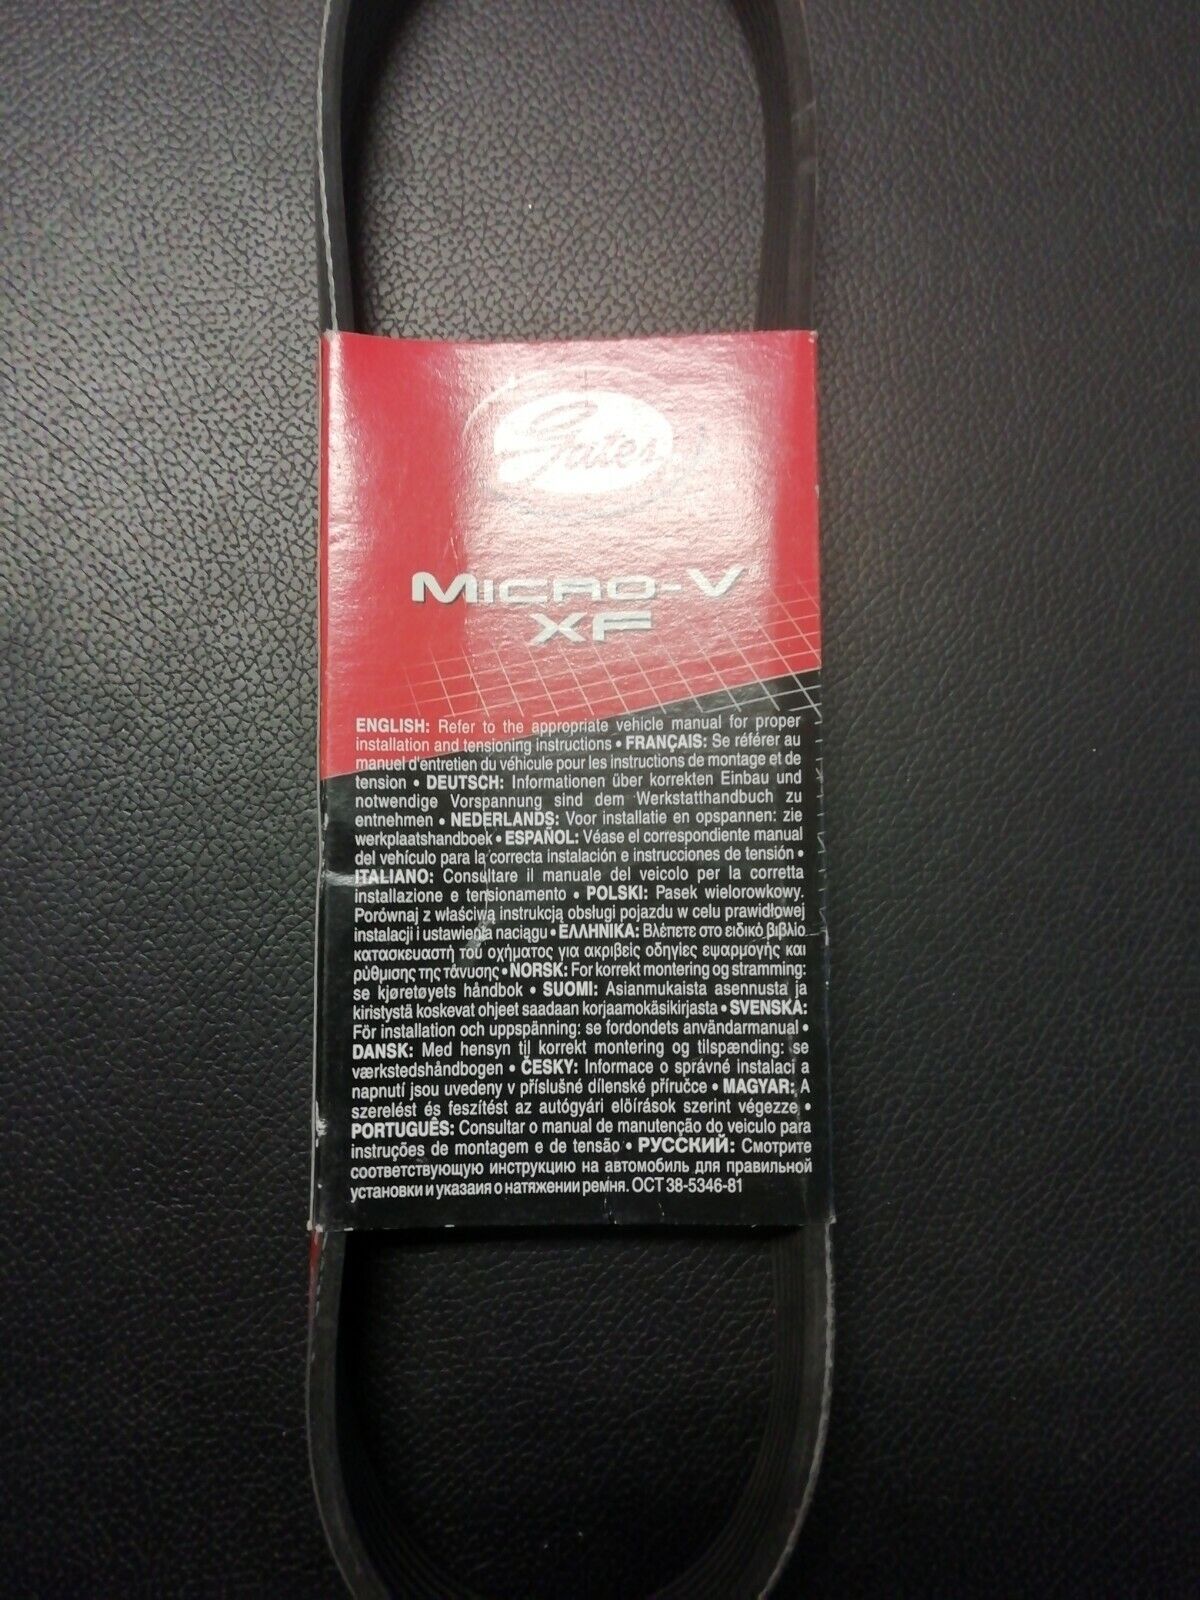 Gates
MICRO-V®
XF
ENGLISH: Refer to the appropriate vehicle manual for proper
installation and tensioning instructions • FRANÇAIS: Se référer au
manuel d'entretien du véhicule pour les instructions de montage et de
tension • DEUTSCH: Informationen über korrekten Einbau und
notwendige Vorspannung sind dem Werkstatthandbuch zu
entnehmen • NEDERLANDS: Voor installatie en opspannen: zie
werkplaatshandboek • ESPAÑOL: Véase el correspondiente manual
del vehículo para la correcta instalación e instrucciones de tensión •
ITALIANO: Consultare il manuale del veicolo per la corretta
installazione e tensionamento • POLSKI: Pasek wielorowkowy.
Porównaj z właściwą instrukcją obsługi pojazdu w celu prawidłowej
instalacji i ustawienia naciągu • ΕΛΛΗΝΙΚΑ: Βλέπετε στο ειδικό βιβλίο
κατασκευαστή του οχήματος για ακριβείς οδηγίες εψαρμογής και
ρύθμισης της τάνυσης • NORSK: For korrekt montering og stramming:
se kjøretøyets håndbok • SUOMI: Asianmukaista asennusta ja
kiristystä koskevat ohjeet saadaan korjaamokäsikirjasta • SVENSKA:
För installation och uppspänning: se fordondets användarmanual •
DANSK: Med hensyn til korrekt montering og tilspænding: se
værkstedshåndbogen • ČESKY: Informace o správné instalaci a
napnutí jsou uvedeny v příslušné dílenské příručce • MAGYAR: A
szerelést és feszítést az autógyári elöírások szerint végezze •
PORTUGUÊS: Consultar o manual de manutenção do veiculo para
instruções de montagem e de tensão • РУССКИЙ: Смотрите
соответствующую инструкцию на автомобиль для правильной
установки и указаия о натяжении ремня. ОСТ 38-5346-81